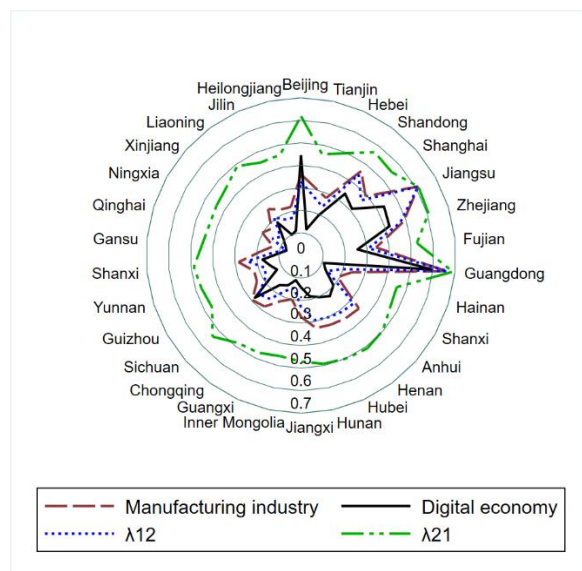 Beijing
Tianjin
Hebei
Shandong
Shanghai
Jiangsu
Zhejiang
Fujian
Guangdong
Hainan
Shanxi
Anhui
Henan
Hubei
Hunan
Jiangxi
Inner Mongolia
Guangxi
Chongqing
Sichuan
Guizhou
Yunnan
Shanxi
Gansu
Qinghai
Ningxia
Xinjiang
Liaoning
Jilin
Heilongjiang
0
0.1
0.2
0.3
0.4
0.5
0.6
0.7
Manufacturing industry
Digital economy
λ12
λ21